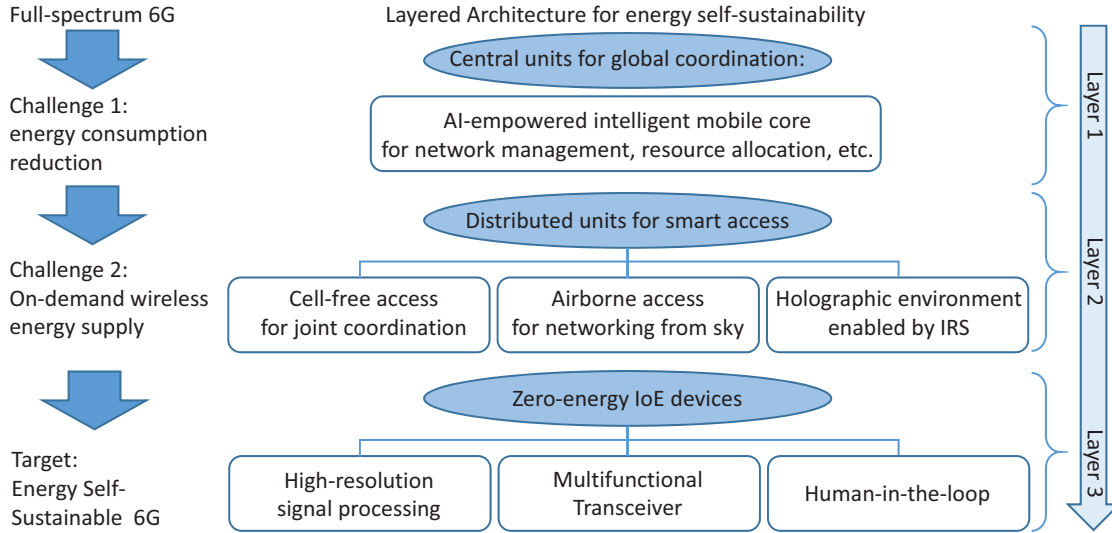 Full-spectrum 6G
Challenge 1:
energy consumption
reduction
Challenge 2:
On-demand wireless
energy supply
Target:
Energy Self-
Sustainable 6G
Layered Architecture for energy self-sustainability
Central units for global coordination:
AI-empowered intelligent mobile core
for network management, resource allocation, etc.
Distributed units for smart access
Cell-free access
for joint coordination
Airborne access
for networking from sky
Holographic environment
enabled by IRS
Zero-energy IoE devices
High-resolution
signal processing
Multifunctional
Transceiver
Human-in-the-loop
Layer 1
Layer 2
Layer 3